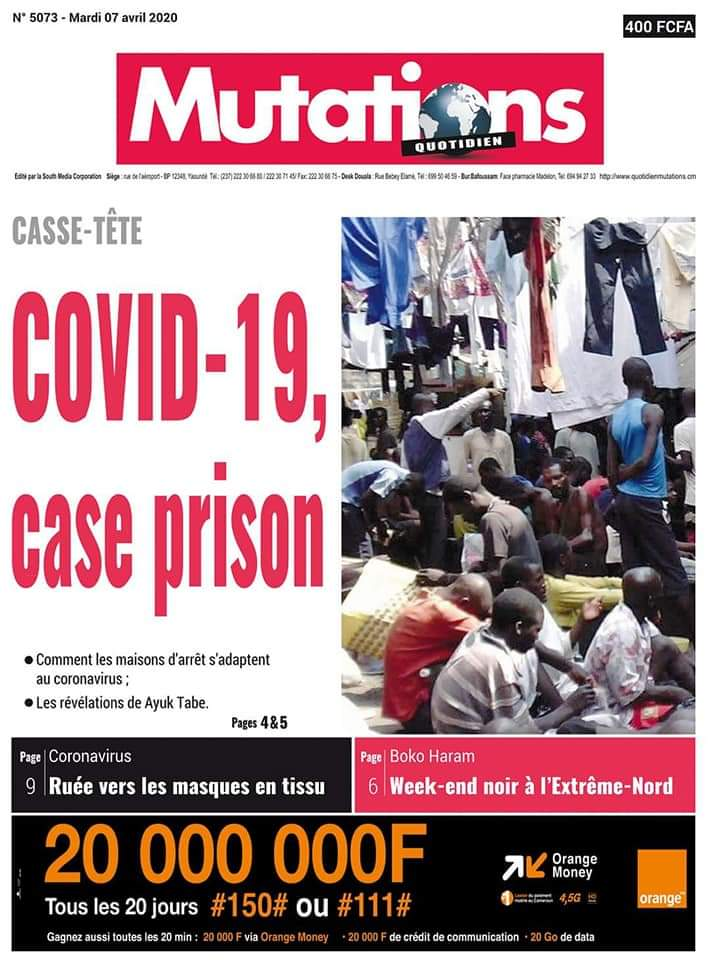 N° 5073 - Mardi 07 avril 2020
400 FCFA
Mutations
QUOTIDIEN
Edité par la South Media Corporation Siège : rue de l'aéroport - BP 12348, Yaoundé Tél.: (237) 222 30 66 80 / 222 30 71 45/ Fax: 222 30 66 75 - Desk Douala : Rue Bebey Elamé, Tél : 699 50 46 59 - Bur.Bafoussam: Face pharmacie Madelon, Tel: 694 94 27 33 http://www.quotidienmutations.cm
CASSE-TÊTE
COVID-19,
case prison
● Comment les maisons d'arrêt s'adaptent
au coronavirus ;
● Les révélations de Ayuk Tabe.
Pages 4&5
Page 9 Coronavirus
Ruée vers les masques en tissu
Page 6 Boko Haram
Week-end noir à l'Extrême-Nord
20 000 000F
Tous les 20 jours #150# ou #111#
Orange
Money
4,5G
orange
Gagnez aussi toutes les 20 min : 20 000 F via Orange Money • 20 000 F de crédit de communication • 20 Go de data